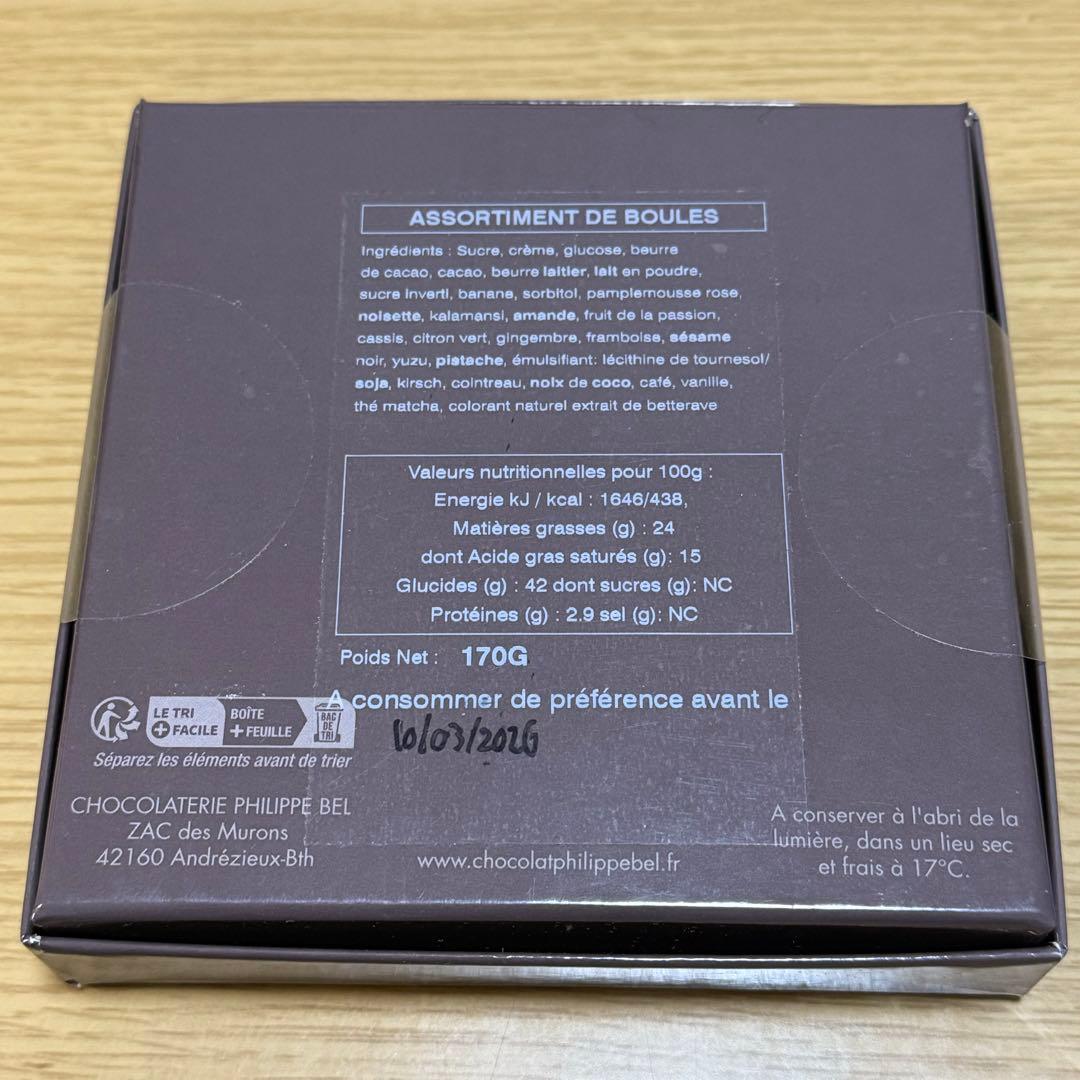 ASSORTIMENT DE BOULES
Ingrédients : Sucre, crème, glucose, beurre
de cacao, cacao, beurre laitier, lait en poudre,
sucre inverti, banane, sorbitol, pamplemousse rose,
noisette, kalamansi, amande, fruit de la passion,
cassis, citron vert, gingembre, framboise, sésame
noir, yuzu, pistache, émulsifiant: lécithine de tournesol/
soja, kirsch, cointreau, noix de coco, café, vanille,
thé matcha, colorant naturel extrait de betterave
Valeurs nutritionnelles pour 100g :
Energie kJ / kcal : 1646/438,
Matières grasses (g) : 24
dont Acide gras saturés (g): 15
Glucides (g) : 42 dont sucres (g): NC
Protéines (g) : 2.9 sel (g): NC
Poids Net : 170G
A consommer de préférence avant le
10/03/2026
LE TRI
+ FACILE
BOÎTE
+ FEUILLE
BAC
DE
TRI
Séparez les éléments avant de trier
CHOCOLATERIE PHILIPPE BEL
ZAC des Murons
42160 Andrézieux-Bth
www.chocolatphilippebel.fr
A conserver à l'abri de la
lumière, dans un lieu sec
et frais à 17°C.